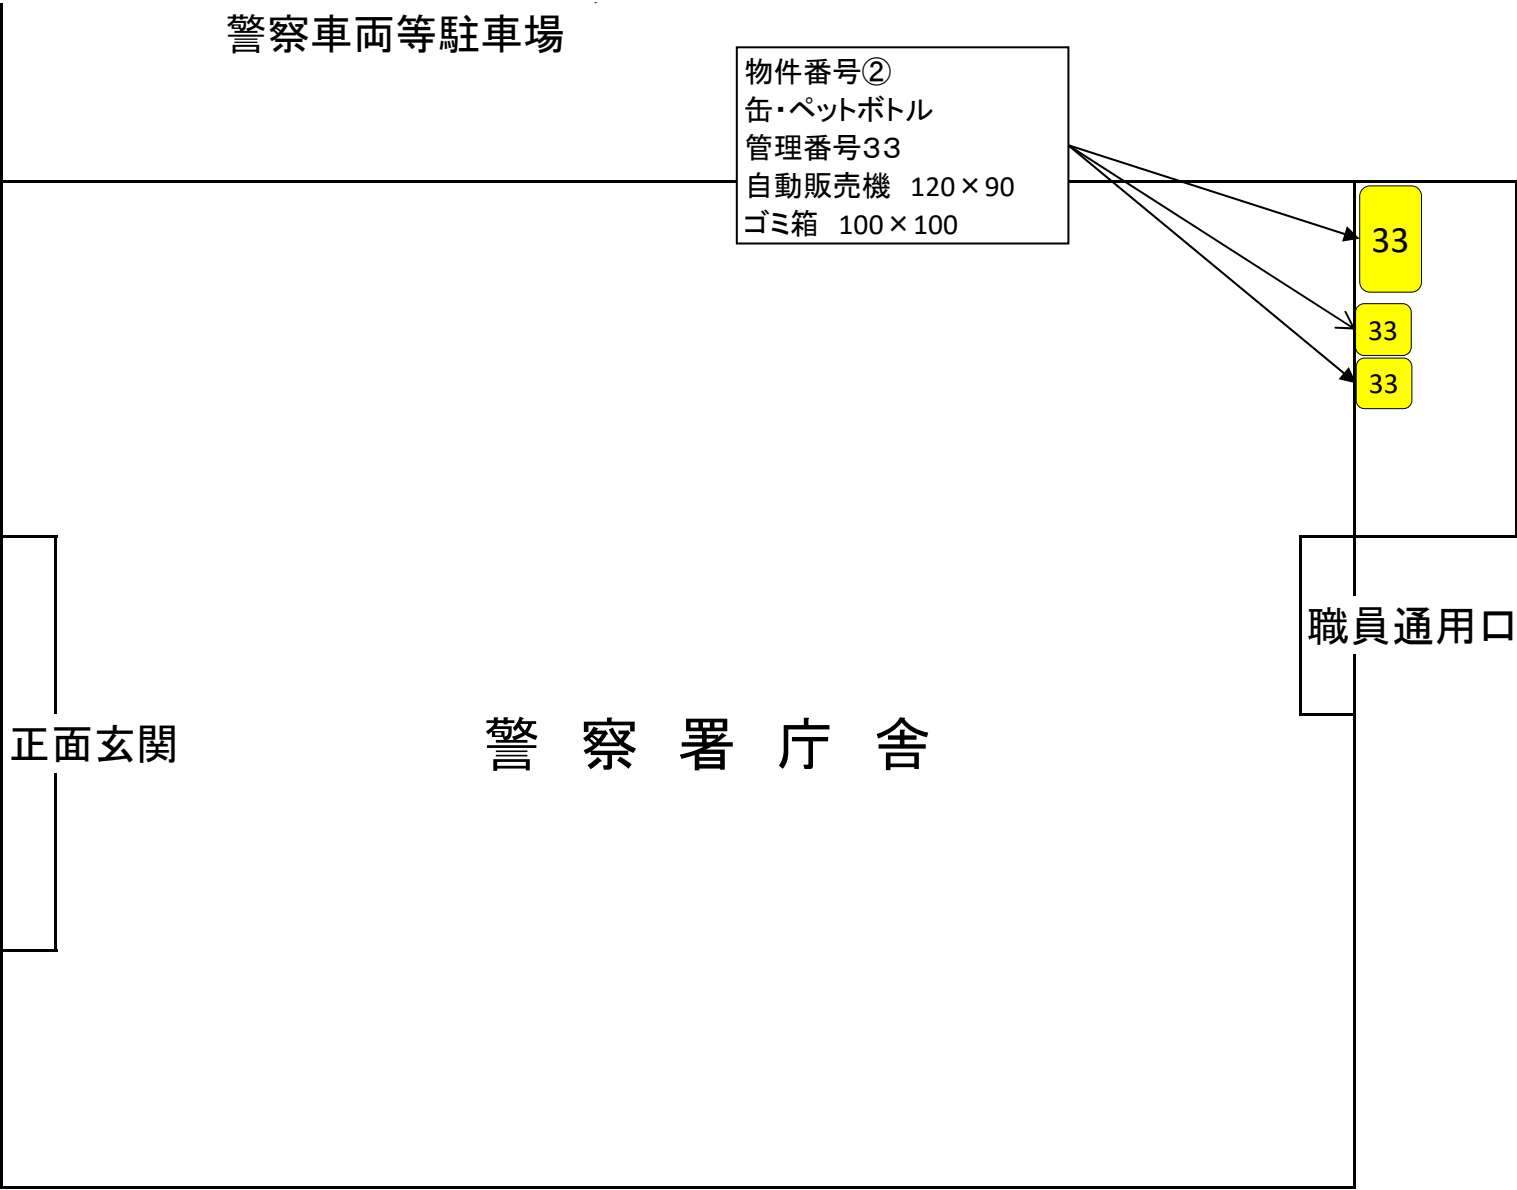 警察車両等駐車場
物件番号②
缶・ペットボトル
管理番号３３
自動販売機　120×90
ゴミ箱　100×100
33
33
33
職員通用口
正面玄関
警　察　署　庁　舎